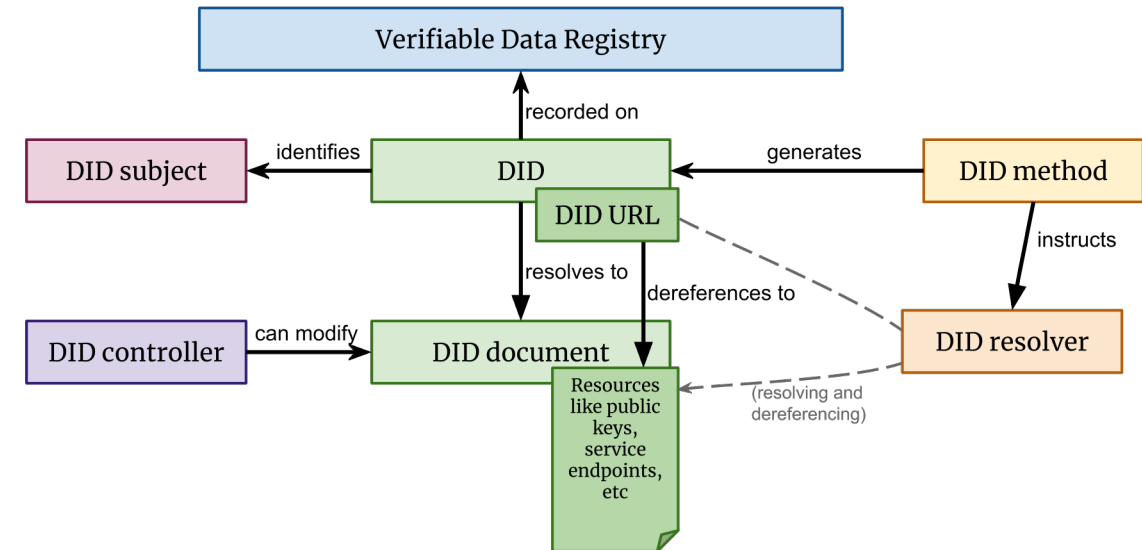 Verifiable Data Registry
recorded on
DID subject
identifies
DID
generates
DID method
DID URL
instructs
resolves to
dereferences to
DID controller
can modify
DID document
DID resolver
Resources
like public
keys,
service
endpoints,
etc
(resolving and
dereferencing)